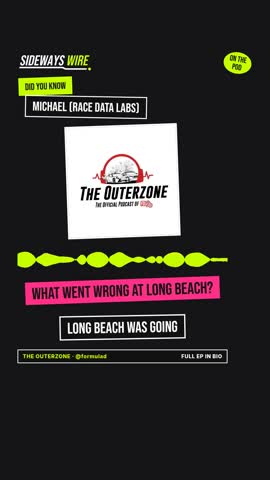 SIDEWAYS WIRE.
ON THE
POD
DID YOU KNOW
MICHAEL (RACE DATA LABS)
THE OUTERZONE
THE OFFICIAL PODCAST OF
WHAT WENT WRONG AT LONG BEACH?
LONG BEACH WAS GOING
THE OUTERZONE · @formulad
FULL EP IN BIO